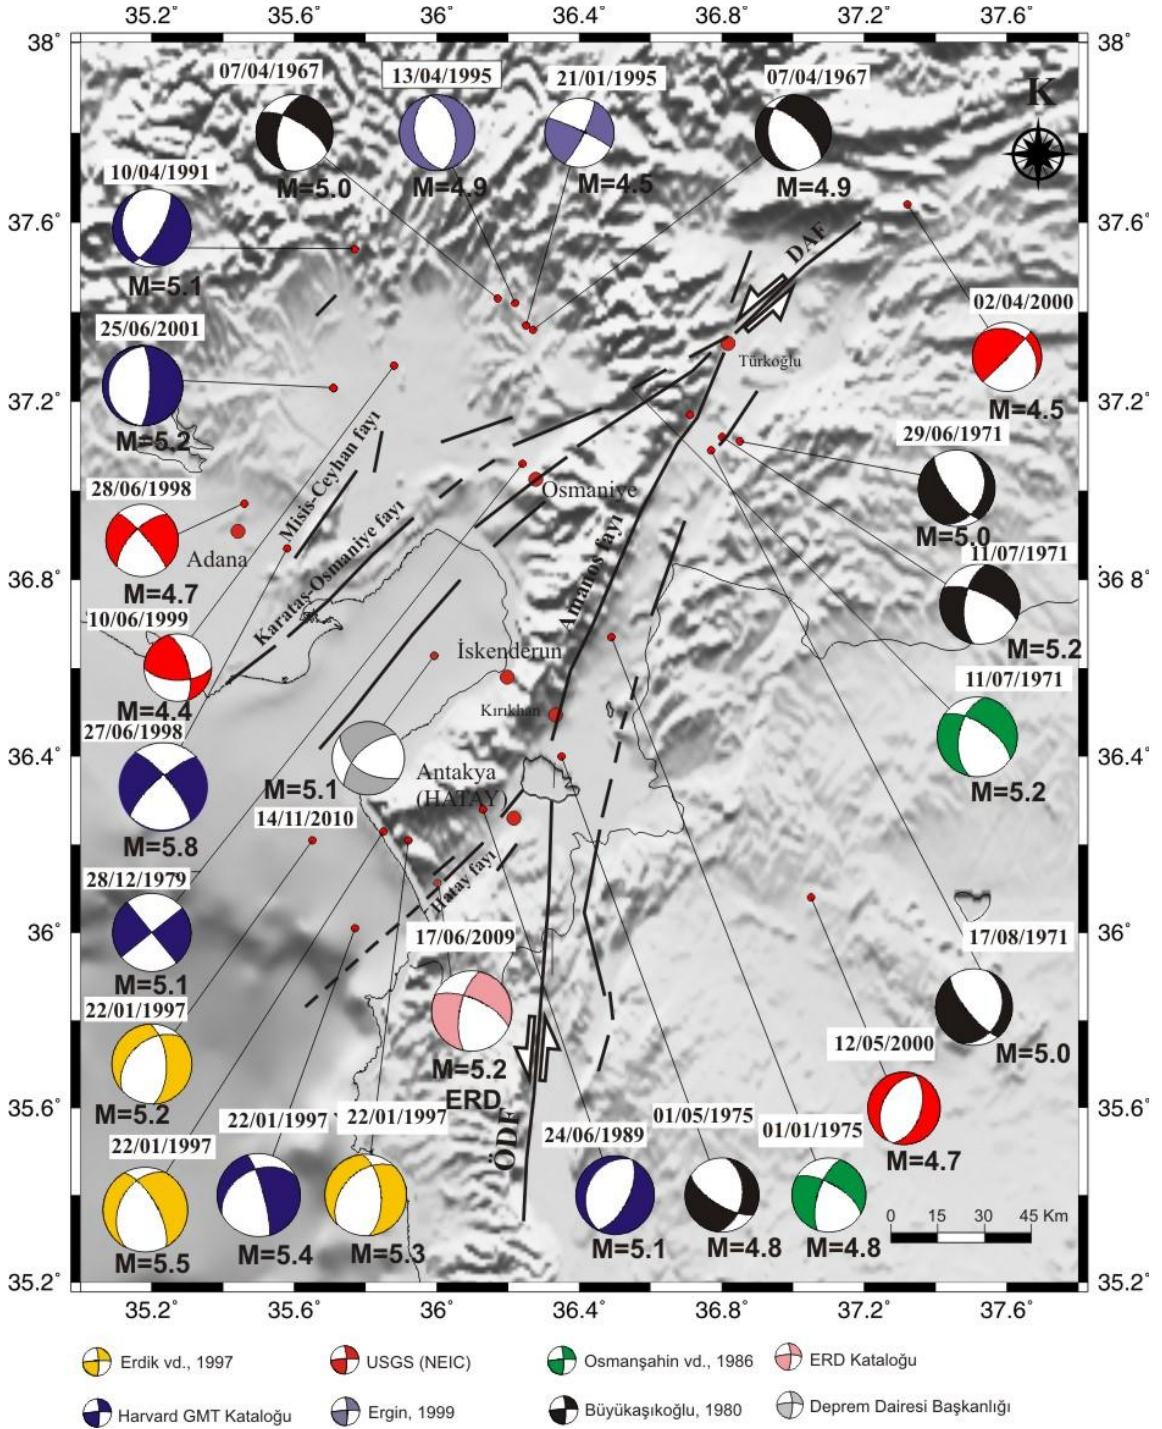 35.2° 35.6° 36° 36.4° 36.8° 37.2° 37.6°
38° 38°
07/04/1967 13/04/1995 21/01/1995 07/04/1967
K
M=5.0 M=4.9 M=4.5 M=4.9
10/04/1991
37.6° 37.6°
DAF
M=5.1
02/04/2000
25/06/2001
Türkoğlu
M=4.5
37.2° 37.2°
M=5.2
29/06/1971
Misis-Ceyhan fayı
28/06/1998
Osmaniye
M=5.0
Adana
Karataş-Osmaniye fayı
Amanos fayı
11/07/1971
36.8° 36.8°
M=4.7
10/06/1999
İskenderun
M=5.2
11/07/1971
M=4.4
Kırıkhan
27/06/1998
36.4° 36.4°
M=5.1
Antakya
(HATAY)
M=5.2
14/11/2010
M=5.8
Hatay fayı
28/12/1979
36° 36°
17/06/2009
17/08/1971
M=5.1
22/01/1997
12/05/2000
M=5.0
M=5.2
ERD
M=5.2
35.6° 35.6°
22/01/1997 22/01/1997 22/01/1997
ÖDF
24/06/1989 01/05/1975 01/01/1975
M=4.7
0 15 30 45 Km
M=5.5 M=5.4 M=5.3 M=5.1 M=4.8 M=4.8
35.2° 35.2°
35.2° 35.6° 36° 36.4° 36.8° 37.2° 37.6°
Erdik vd., 1997
USGS (NEIC)
Osmanşahin vd., 1986
ERD Kataloğu
Harvard GMT Kataloğu
Ergin, 1999
Büyükaşıkoğlu, 1980
Deprem Dairesi Başkanlığı